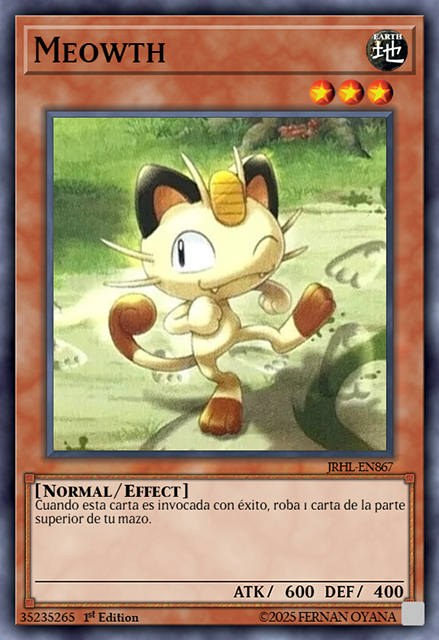 MEOWTH
EARTH
地
JRHL-EN867
[NORMAL/EFFECT]
Cuando esta carta es invocada con éxito, roba 1 carta de la parte
superior de tu mazo.
ATK/ 600 DEF/ 400
35235265 1st Edition ©2025 FERNAN OYANA